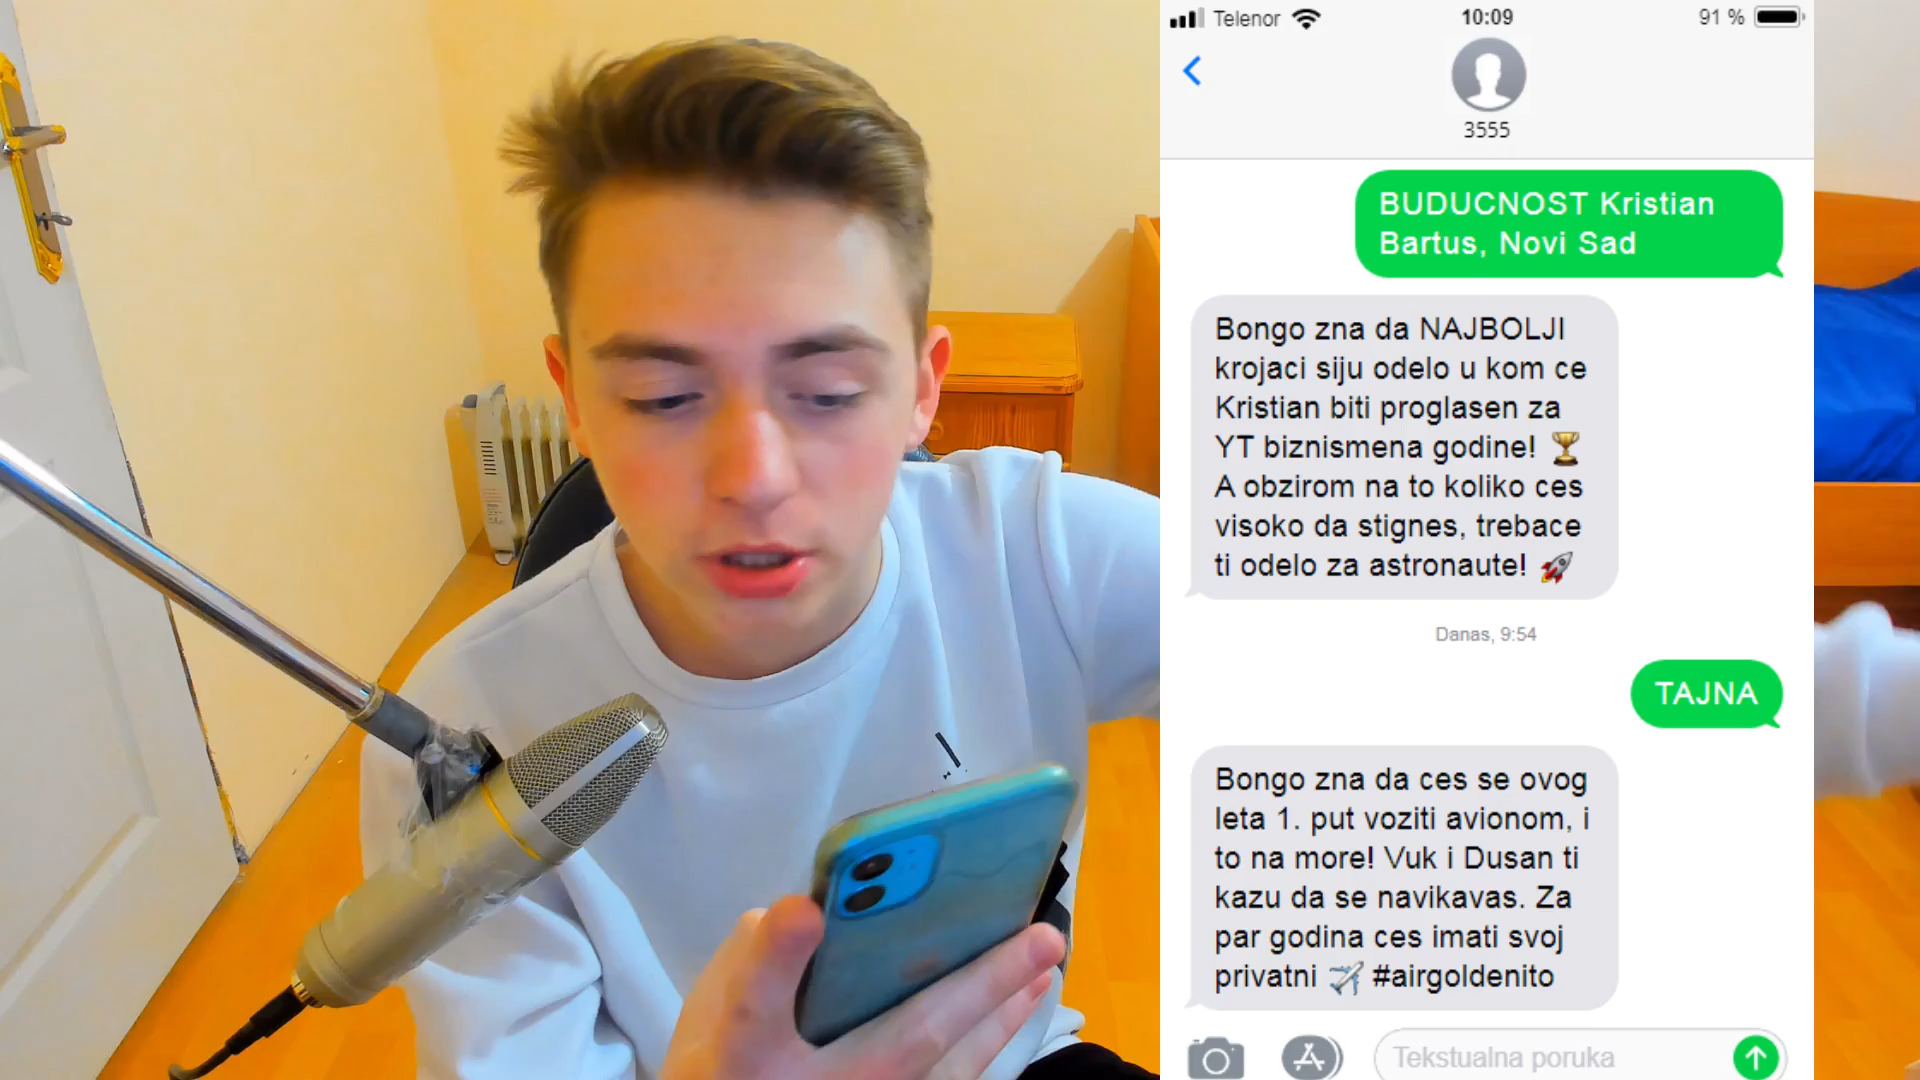 Telenor
10:09
91 %
3555
BUDUCNOST Kristian
Bartus, Novi Sad
Bongo zna da NAJBOLJI
krojaci siju odelo u kom ce
Kristian biti proglasen za
YT biznismena godine! 🏆
A obzirom na to koliko ces
visoko da stignes, trebace
ti odelo za astronaute! 🚀
Danas, 9:54
TAJNA
Bongo zna da ces se ovog
leta 1. put voziti avionom, i
to na more! Vuk i Dusan ti
kazu da se navikavas. Za
par godina ces imati svoj
privatni ✈️ #airgoldenito
Tekstualna poruka